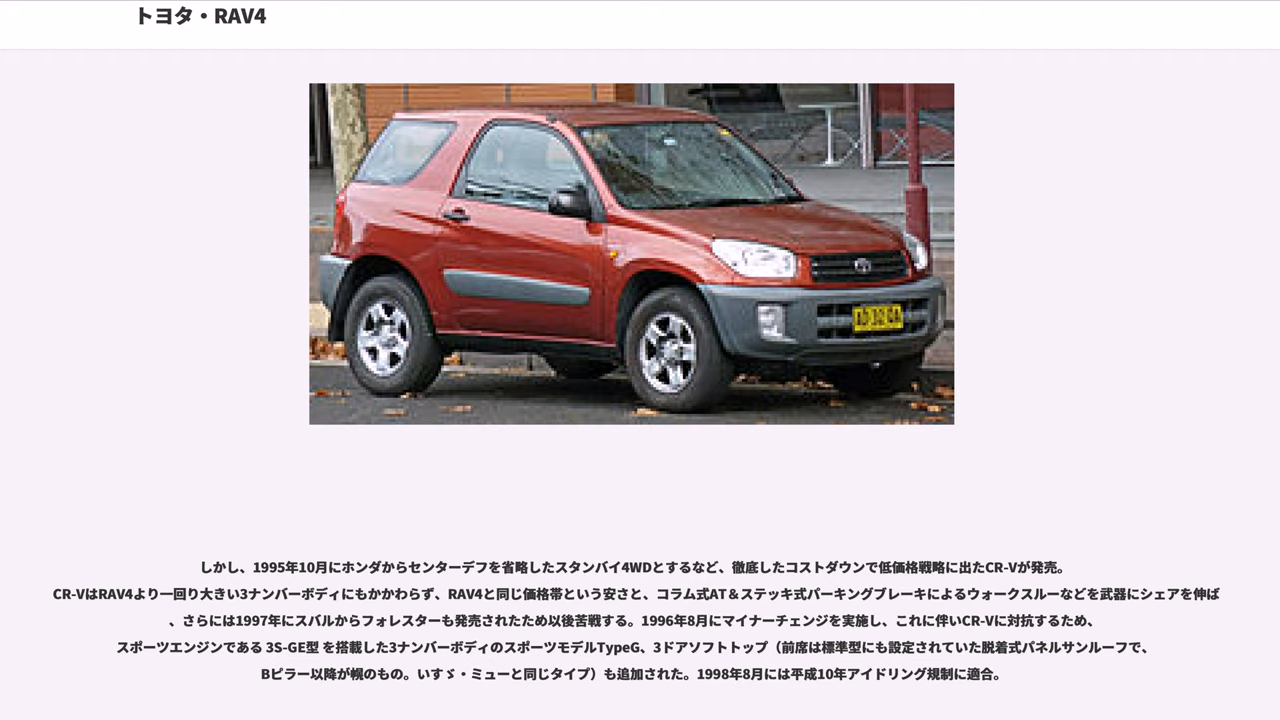 トヨタ・RAV4
しかし、1995年10月にホンダからセンターデフを省略したスタンバイ4WDとするなど、徹底したコストダウンで低価格戦略に出たCR-Vが発売。
CR-VはRAV4より一回り大きい3ナンバーボディにもかかわらず、RAV4と同じ価格帯という安さと、コラム式AT＆ステッキ式パーキングブレーキによるウォークスルーなどを武器にシェアを伸ば
、さらには1997年にスバルからフォレスターも発売されたため以後苦戦する。1996年8月にマイナーチェンジを実施し、これに伴いCR-Vに対抗するため、
スポーツエンジンである 3S-GE型 を搭載した3ナンバーボディのスポーツモデルTypeG、3ドアソフトトップ（前席は標準型にも設定されていた脱着式パネルサンルーフで、
Bピラー以降が幌のもの。いすゞ・ミューと同じタイプ）も追加された。1998年8月には平成10年アイドリング規制に適合。